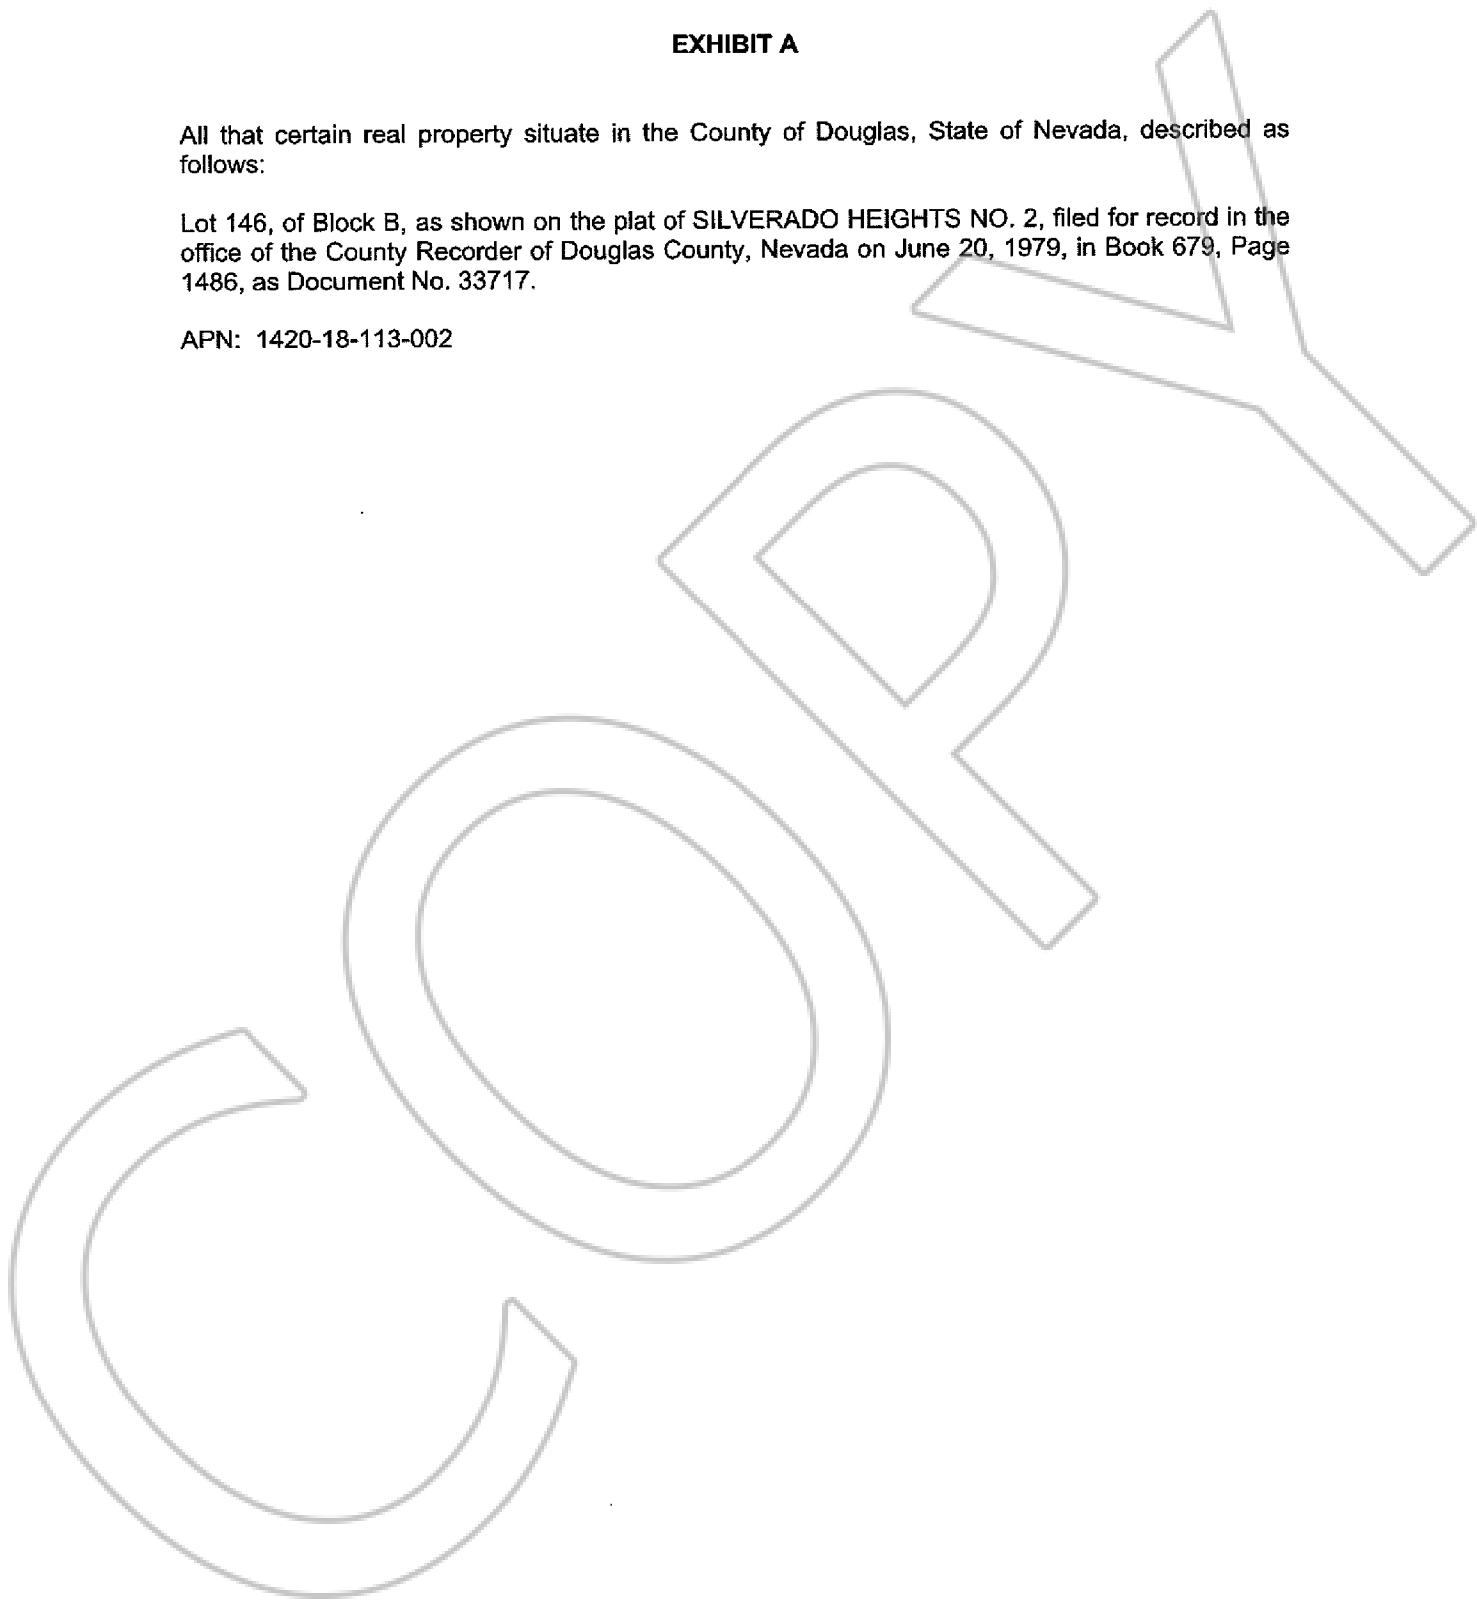 EXHIBIT A
All that certain real property situate in the County of Douglas, State of Nevada, described as
follows:
Lot 146, of Block B, as shown on the plat of SILVERADO HEIGHTS NO. 2, filed for record in the
office of the County Recorder of Douglas County, Nevada on June 20, 1979, in Book 679, Page
1486, as Document No. 33717.
APN: 1420-18-113-002
COPY